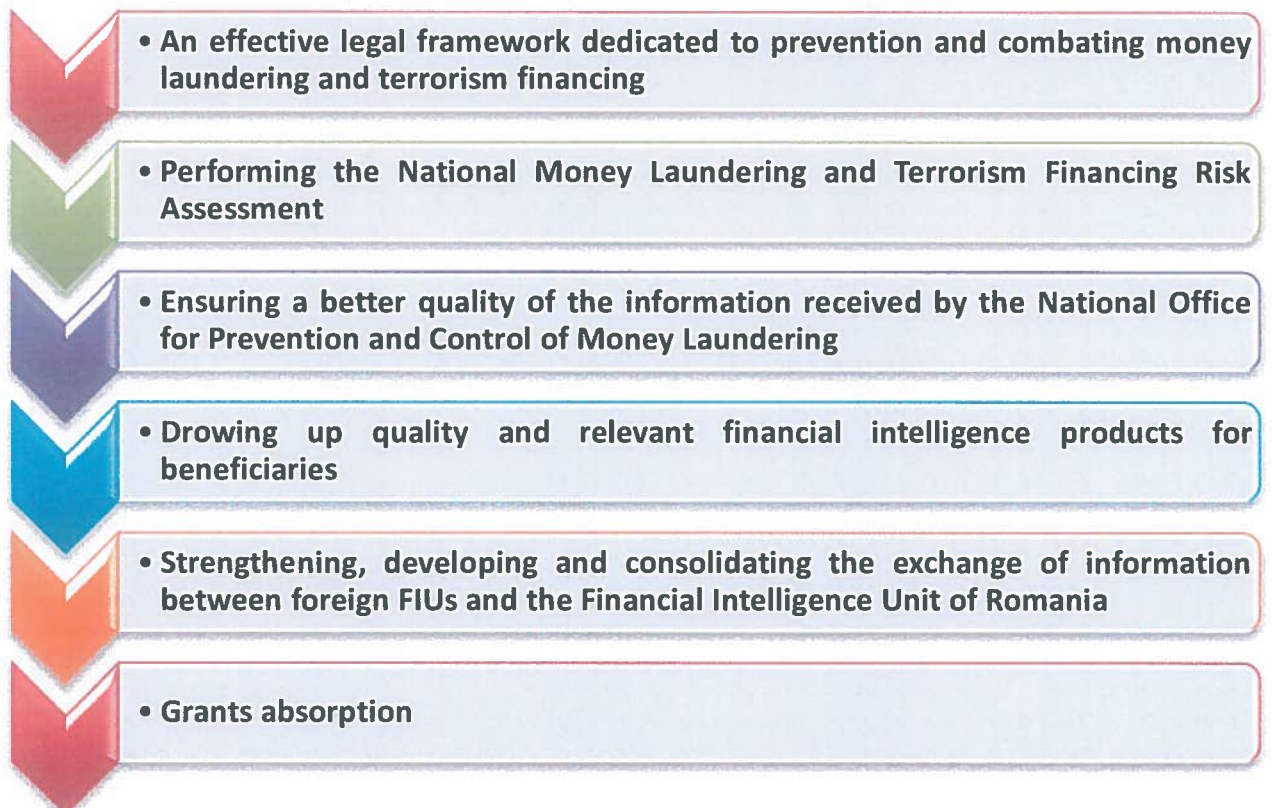 • An effective legal framework dedicated to prevention and combating money
laundering and terrorism financing
• Performing the National Money Laundering and Terrorism Financing Risk
Assessment
• Ensuring a better quality of the information received by the National Office
for Prevention and Control of Money Laundering
• Drowing up quality and relevant financial intelligence products for
beneficiaries
• Strengthening, developing and consolidating the exchange of information
between foreign FIUs and the Financial Intelligence Unit of Romania
• Grants absorption